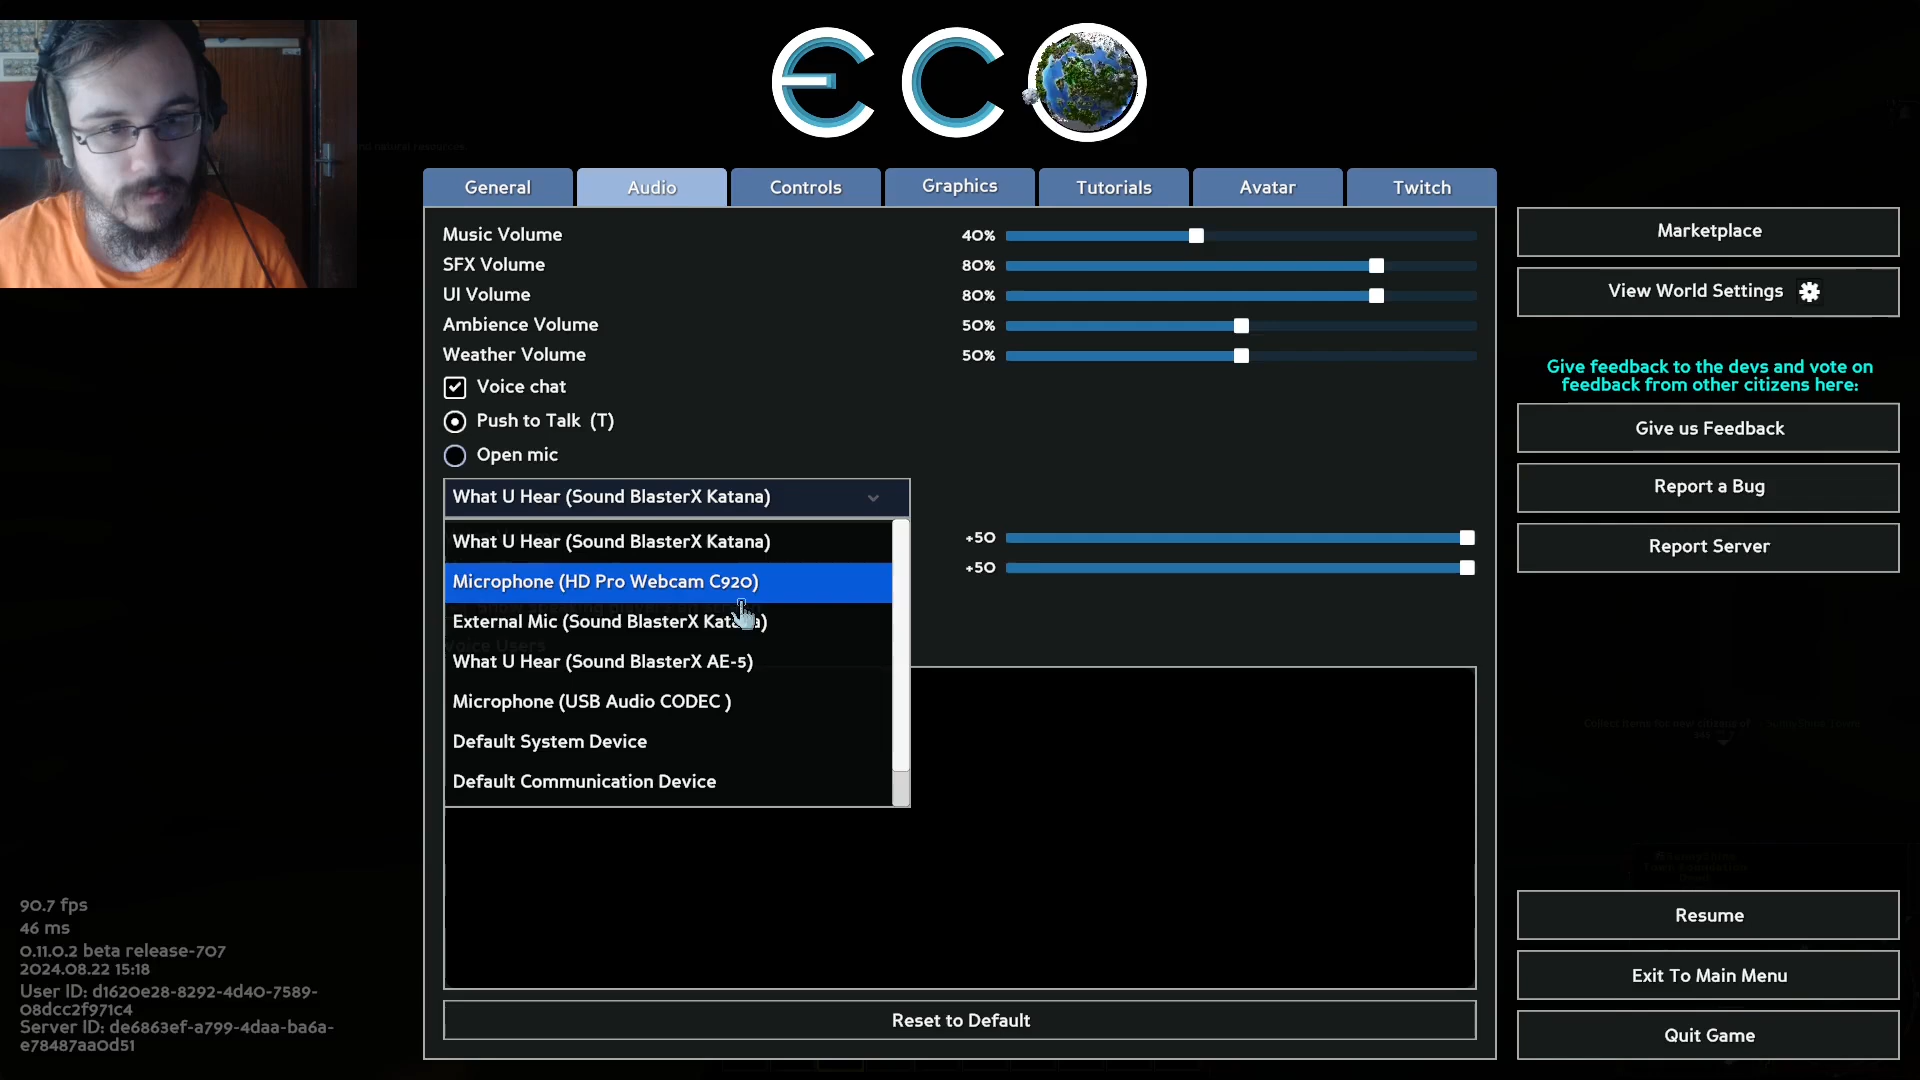 ECO
General
Audio
Controls
Graphics
Tutorials
Avatar
Twitch
Music Volume
40%
SFX Volume
80%
UI Volume
80%
Ambience Volume
50%
Weather Volume
50%
Voice chat
Push to Talk (T)
Open mic
What U Hear (Sound BlasterX Katana)
What U Hear (Sound BlasterX Katana)
+50
Microphone (HD Pro Webcam C920)
+50
External Mic (Sound BlasterX Katana)
Voice Users
What U Hear (Sound BlasterX AE-5)
Microphone (USB Audio CODEC )
Default System Device
Default Communication Device
Reset to Default
Marketplace
View World Settings
Give feedback to the devs and vote on
feedback from other citizens here:
Give us Feedback
Report a Bug
Report Server
Resume
Exit To Main Menu
Quit Game
90.7 fps
46 ms
0.11.0.2 beta release-707
2024.08.22 15:18
User ID: d1620e28-8292-4d40-7589-
08dcc2f971c4
Server ID: de6863ef-a799-4daa-ba6a-
e78487aa0d51